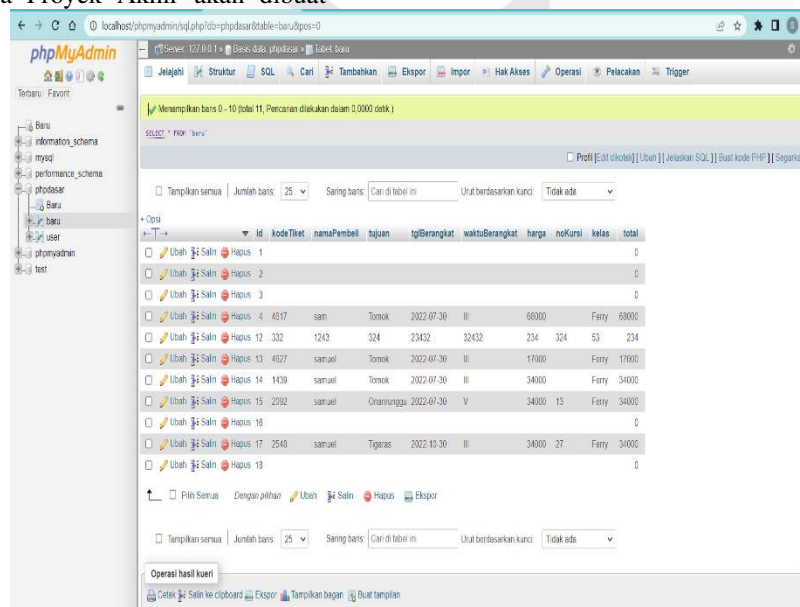 a Proyek Akhir akan dibuat
localhost/phpmyadmin/sql.php?db=phpdasar&table=baru&pos=0
phpMyAdmin
Server: 127.0.0.1 » Basis data: phpdasar » Tabel: baru
Jelajahi Struktur SQL Cari Tambahkan Ekspor Impor Hak Akses Operasi Pelacakan Trigger
Terbaru Favorit
Baru
information_schema
mysql
performance_schema
phpdasar
Baru
baru
user
phpmyadmin
test
Menampilkan baris 0 - 10 (total 11, Pencarian dilakukan dalam 0,0000 detik.)
SELECT * FROM `baru`
Profil [Edit dikotak] [ Ubah ] [ Jelaskan SQL ] [ Buat kode PHP ] [ Segarka
Tampilkan semua Jumlah baris: 25 Saring baris: Cari di tabel ini Urut berdasarkan kunci: Tidak ada
+ Opsi
id kodeTiket namaPembeli tujuan tglBerangkat waktuBerangkat harga noKursi kelas total
Ubah Salin Hapus 1 0
Ubah Salin Hapus 2 0
Ubah Salin Hapus 3 0
Ubah Salin Hapus 4 4617 sam Tomok 2022-07-30 III 68000 Ferry 68000
Ubah Salin Hapus 12 332 1243 324 23432 32432 234 324 53 234
Ubah Salin Hapus 13 4627 samuel Tomok 2022-07-30 III 17000 Ferry 17000
Ubah Salin Hapus 14 1439 samuel Tomok 2022-07-30 III 34000 Ferry 34000
Ubah Salin Hapus 15 2092 samuel Onanrunggu 2022-07-30 V 34000 13 Ferry 34000
Ubah Salin Hapus 16 0
Ubah Salin Hapus 17 2548 samuel Tigaras 2022-10-30 III 34000 27 Ferry 34000
Ubah Salin Hapus 18 0
Pilih Semua Dengan pilihan: Ubah Salin Hapus Ekspor
Tampilkan semua Jumlah baris: 25 Saring baris: Cari di tabel ini Urut berdasarkan kunci: Tidak ada
Operasi hasil kueri
Cetak Salin ke clipboard Ekspor Tampilkan bagan Buat tampilan